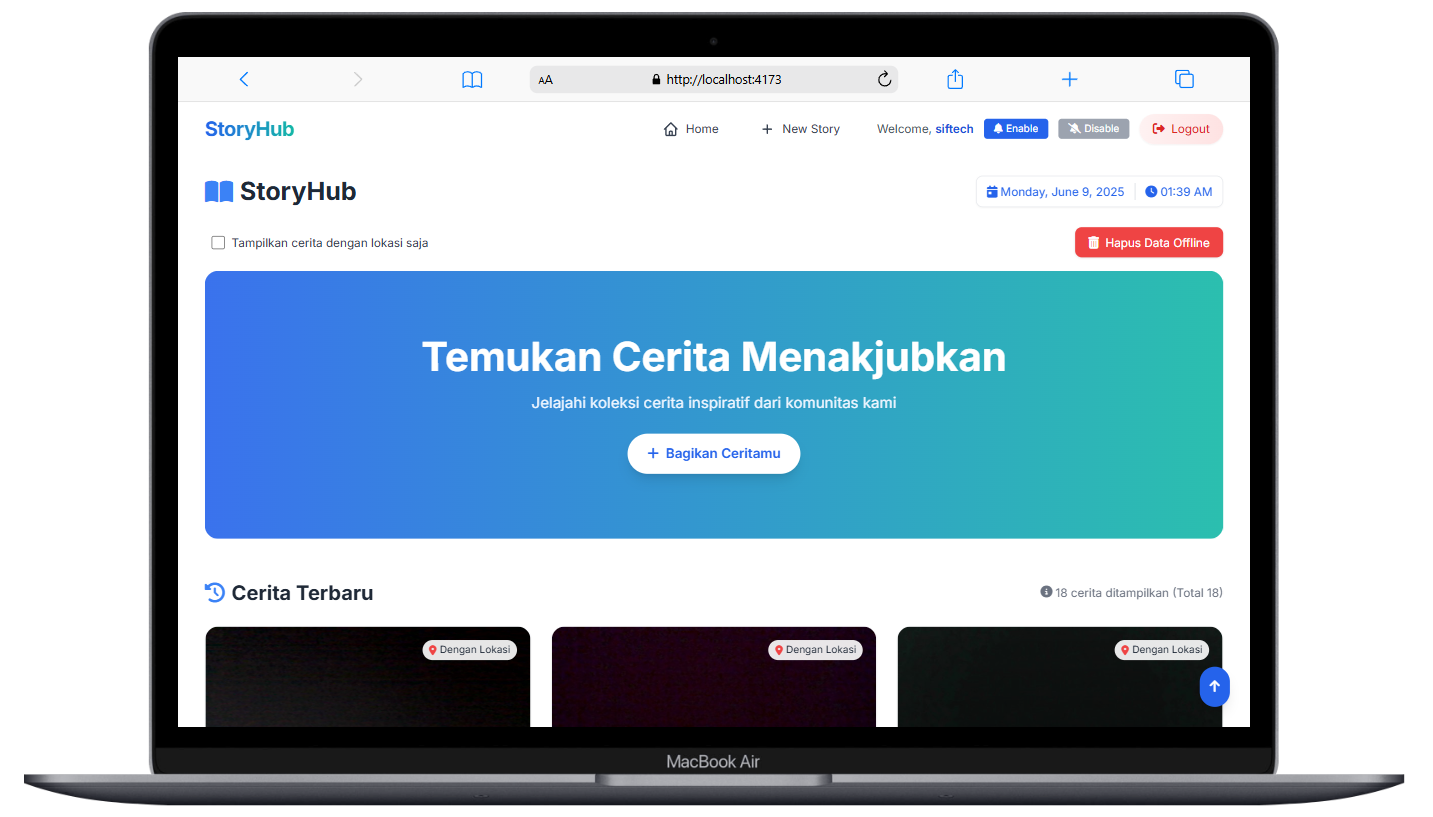 AA http://localhost:4173
StoryHub Home New Story Welcome, siftech Enable Disable Logout
StoryHub Monday, June 9, 2025 01:39 AM
Tampilkan cerita dengan lokasi saja Hapus Data Offline
Temukan Cerita Menakjubkan
Jelajahi koleksi cerita inspiratif dari komunitas kami
+ Bagikan Ceritamu
Cerita Terbaru 18 cerita ditampilkan (Total 18)
Dengan Lokasi Dengan Lokasi Dengan Lokasi
MacBook Air